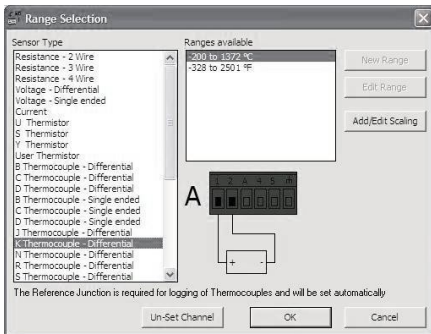 Range Selection
Sensor Type
Resistance - 2 Wire
Resistance - 3 Wire
Resistance - 4 Wire
Voltage - Differential
Voltage - Single ended
Current
U Thermistor
S Thermistor
Y Thermistor
User Thermistor
B Thermocouple - Differential
C Thermocouple - Differential
D Thermocouple - Differential
B Thermocouple - Single ended
C Thermocouple - Single ended
D Thermocouple - Single ended
J Thermocouple - Differential
K Thermocouple - Differential
N Thermocouple - Differential
R Thermocouple - Differential
S Thermocouple - Differential
Ranges available
-200 to 1372 ºC
-328 to 2501 ºF
New Range
Edit Range
Add/Edit Scaling
A
1 2 A 4 5
+ -
The Reference Junction is required for logging of Thermocouples and will be set automatically
Un-Set Channel
OK
Cancel